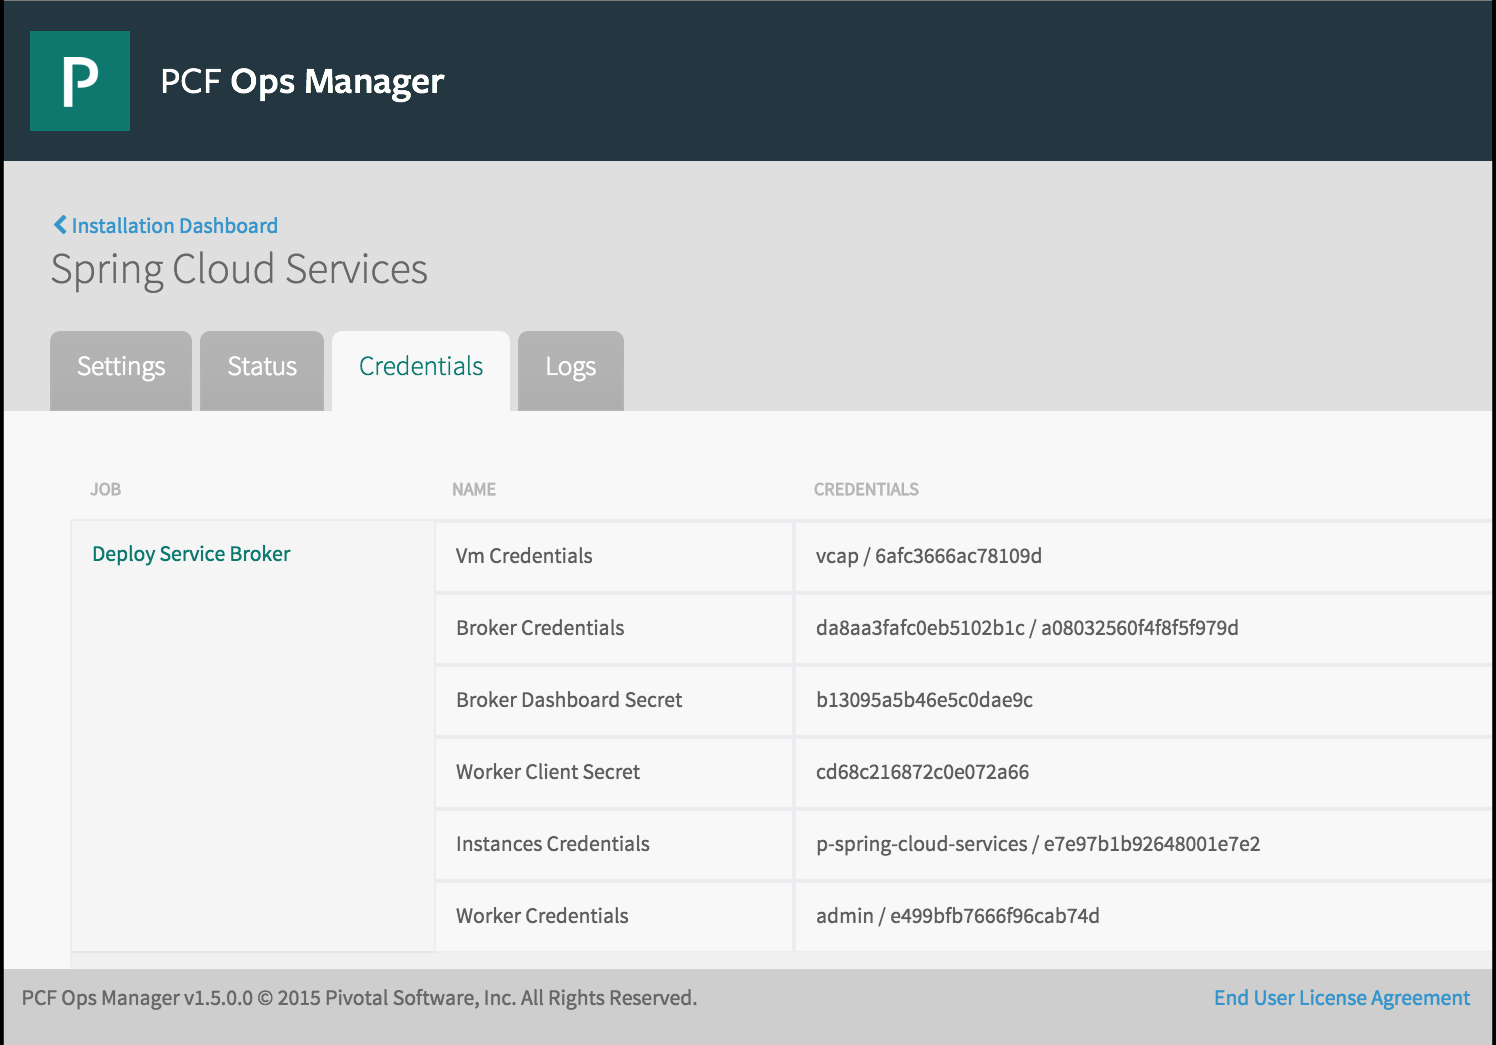 P
PCF Ops Manager
Installation Dashboard
Spring Cloud Services
Settings Status Credentials Logs
JOB NAME CREDENTIALS
Deploy Service Broker Vm Credentials vcap / 6afc3666ac78109d
Broker Credentials da8aa3fafc0eb5102b1c / a08032560f4f8f5f979d
Broker Dashboard Secret b13095a5b46e5c0dae9c
Worker Client Secret cd68c216872c0e072a66
Instances Credentials p-spring-cloud-services / e7e97b1b92648001e7e2
Worker Credentials admin / e499bfb7666f96cab74d
PCF Ops Manager v1.5.0.0 © 2015 Pivotal Software, Inc. All Rights Reserved. End User License Agreement